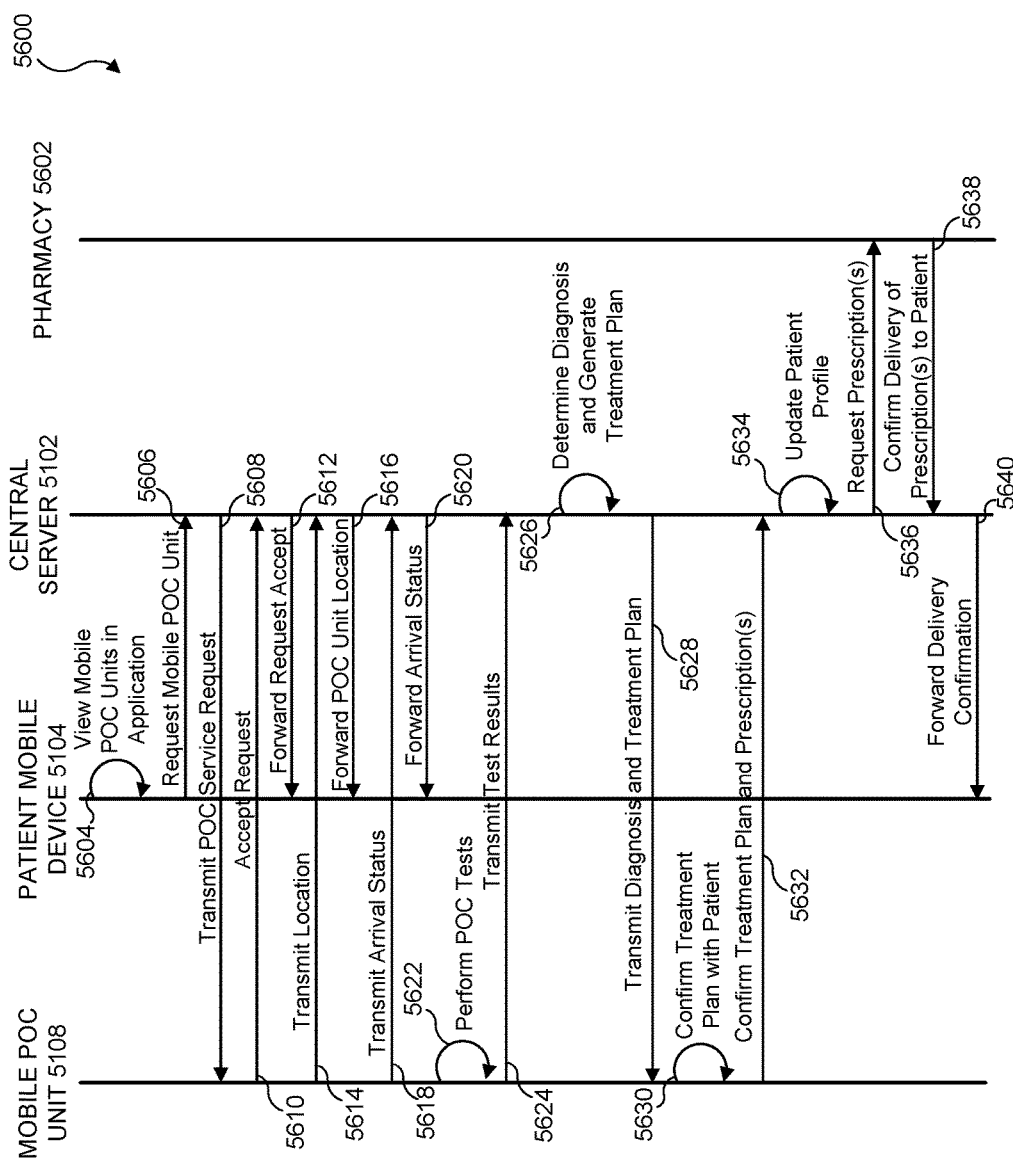 5600
MOBILE POC
UNIT 5108
PATIENT MOBILE
DEVICE 5104
CENTRAL
SERVER 5102
PHARMACY 5602
5604
View Mobile
POC Units in
Application
Request Mobile POC Unit
5606
Transmit POC Service Request
5608
Accept Request
5610
Forward Request Accept
5612
Transmit Location
5614
Forward POC Unit Location
5616
Transmit Arrival Status
5618
Forward Arrival Status
5620
5622
Perform POC Tests
Transmit Test Results
5624
5626
Determine Diagnosis
and Generate
Treatment Plan
Transmit Diagnosis and Treatment Plan
5628
5630
Confirm Treatment
Plan with Patient
Confirm Treatment Plan and Prescription(s)
5632
5634
Update Patient
Profile
Request Prescription(s)
5636
Confirm Delivery of
Prescription(s) to Patient
5638
Forward Delivery
Confirmation
5640